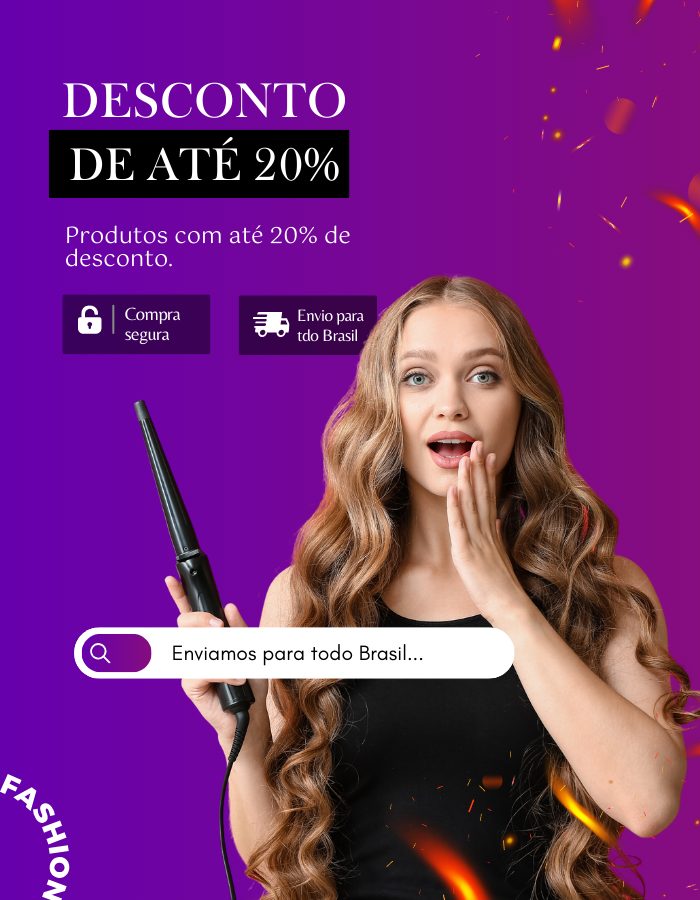 DESCONTO
DE ATÉ 20%
Produtos com até 20% de
desconto.
Compra
segura
Envio para
tdo Brasil
Enviamos para todo Brasil...
FASHION